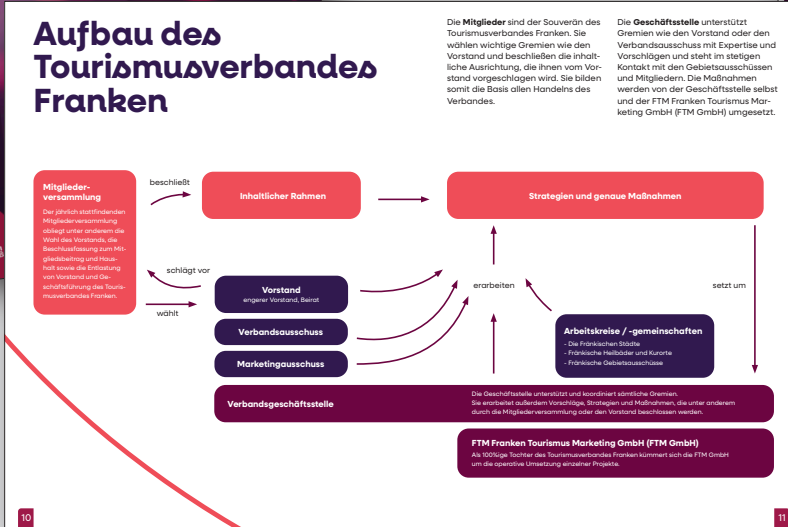 Aufbau des
Tourismusverbandes
Franken
Die Mitglieder sind der Souverän des
Tourismusverbandes Franken. Sie
wählen wichtige Gremien wie den
Vorstand und beschließen die inhalt-
liche Ausrichtung, die ihnen vom Vor-
stand vorgeschlagen wird. Sie bilden
somit die Basis allen Handelns des
Verbandes.
Die Geschäftsstelle unterstützt
Gremien wie den Vorstand oder den
Verbandsausschuss mit Expertise und
Vorschlägen und steht im stetigen
Kontakt mit den Gebietsausschüssen
und Mitgliedern. Die Maßnahmen
werden von der Geschäftsstelle selbst
und der FTM Franken Tourismus Mar-
keting GmbH (FTM GmbH) umgesetzt.
Mitglieder-
versammlung
Der jährlich stattfindenden
Mitgliederversammlung
obliegt unter anderem die
Wahl des Vorstands, die
Beschlussfassung zum Mit-
gliedsbeitrag und Haus-
halt sowie die Entlastung
von Vorstand und Ge-
schäftsführung des Touris-
musverbandes Franken.
beschließt
Inhaltlicher Rahmen
Strategien und genaue Maßnahmen
schlägt vor
wählt
Vorstand
engerer Vorstand, Beirat
Verbandsausschuss
Marketingausschuss
erarbeiten
setzt um
Arbeitskreise / -gemeinschaften
- Die Fränkischen Städte
- Fränkische Heilbäder und Kurorte
- Fränkische Gebietsausschüsse
Verbandsgeschäftsstelle
Die Geschäftsstelle unterstützt und koordiniert sämtliche Gremien.
Sie erarbeitet außerdem Vorschläge, Strategien und Maßnahmen, die unter anderem
durch die Mitgliederversammlung oder den Vorstand beschlossen werden.
FTM Franken Tourismus Marketing GmbH (FTM GmbH)
Als 100%ige Tochter des Tourismusverbandes Franken kümmert sich die FTM GmbH
um die operative Umsetzung einzelner Projekte.
10
11